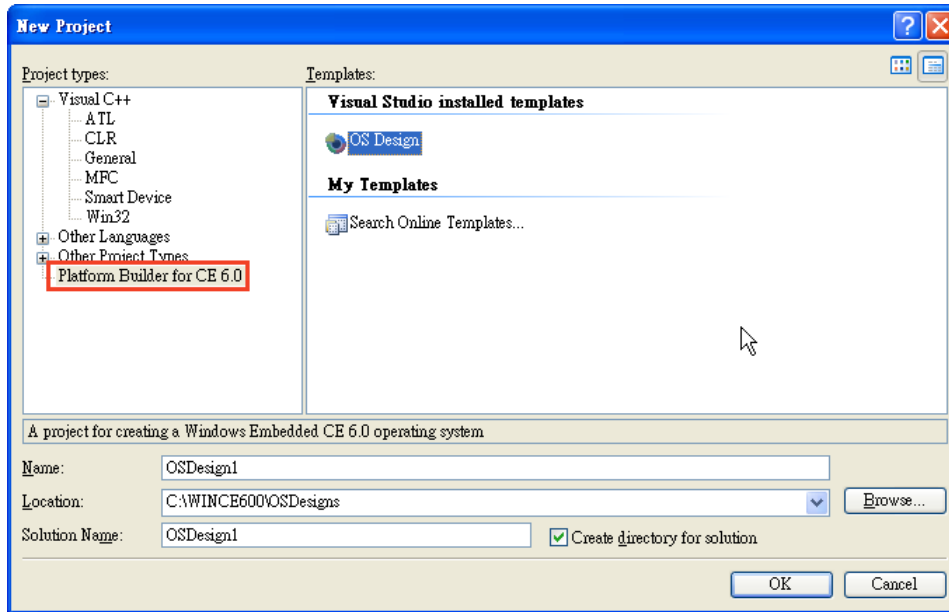 New Project
Project types:
Templates:
Visual C++
ATL
CLR
General
MFC
Smart Device
Win32
Other Languages
Other Project Types
Platform Builder for CE 6.0
Visual Studio installed templates
OS Design
My Templates
Search Online Templates...
A project for creating a Windows Embedded CE 6.0 operating system
Name: OSDesign1
Location: C:\WINCE600\OSDesigns Browse...
Solution Name: OSDesign1 Create directory for solution
OK Cancel